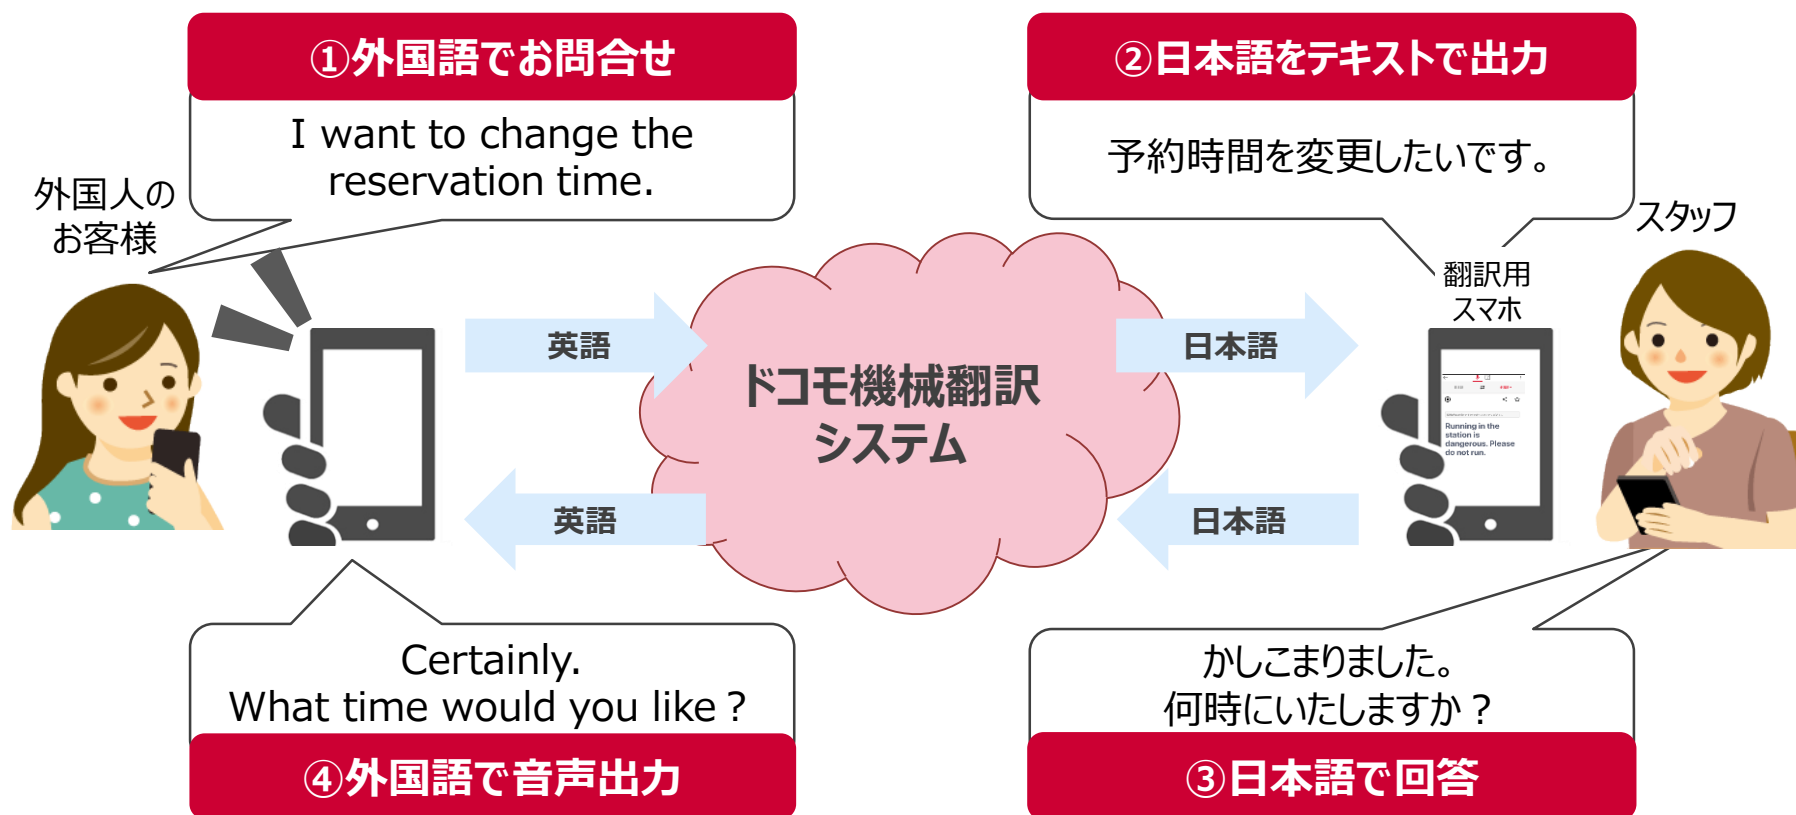 ①外国語でお問合せ
I want to change the
reservation time.
外国人の
お客様
②日本語をテキストで出力
予約時間を変更したいです。
スタッフ
翻訳用
スマホ
英語
ドコモ機械翻訳
システム
日本語
Running in the
station is
dangerous. Please
do not run.
英語
日本語
Certainly.
What time would you like？
④外国語で音声出力
かしこまりました。
何時にいたしますか？
③日本語で回答